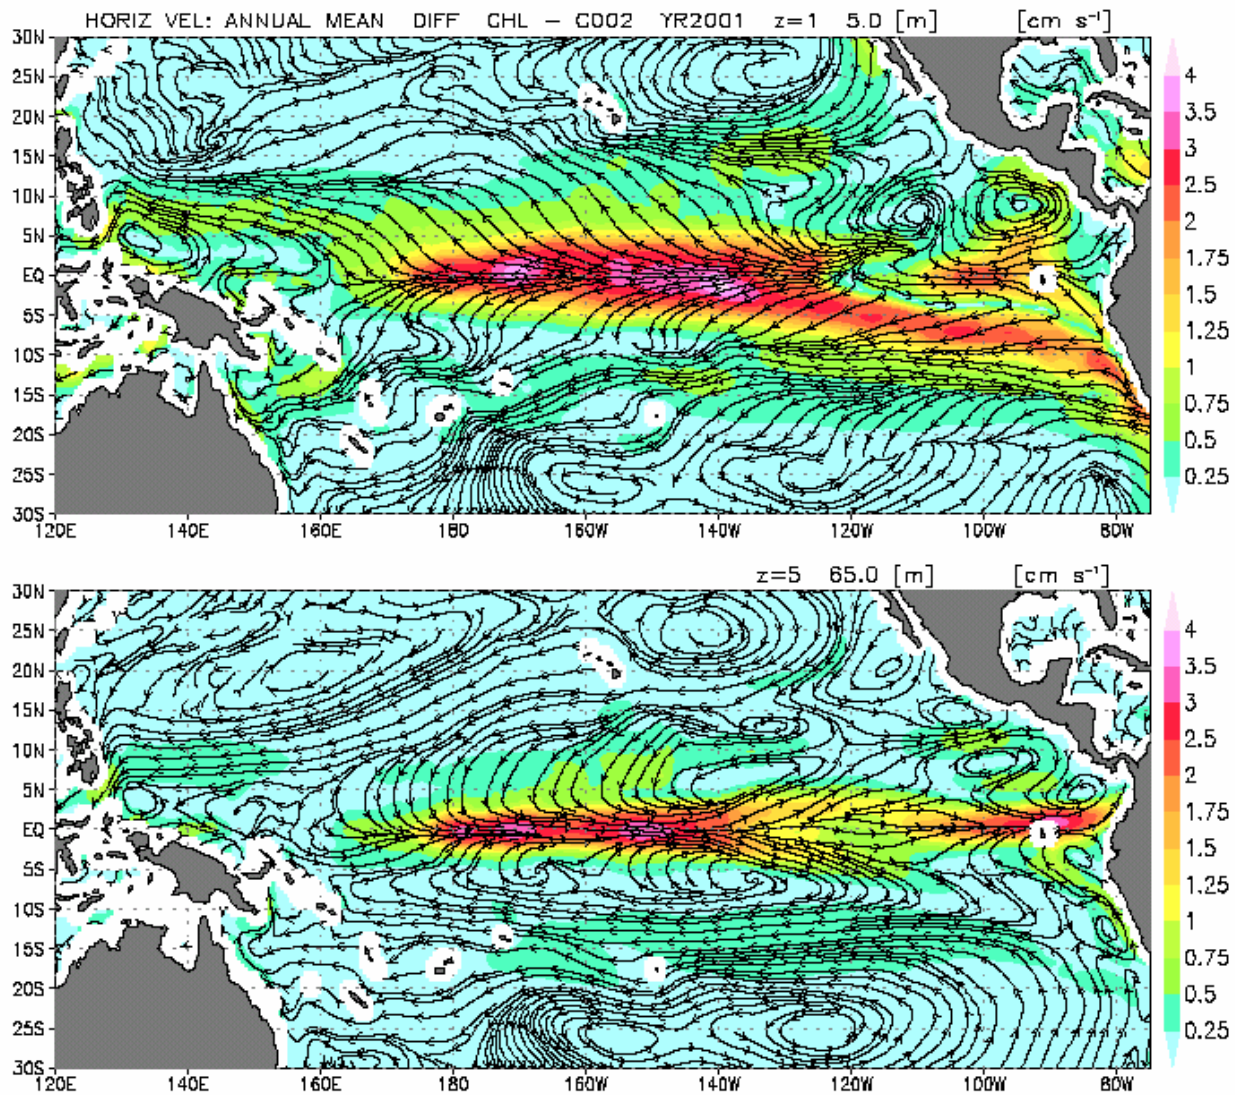 HORIZ VEL: ANNUAL MEAN DIFF CHL – C002 YR2001 z=1 5.0 [m] [cm s⁻¹]
30N
25N
20N
15N
10N
5N
EQ
5S
10S
15S
20S
25S
30S
120E 140E 160E 180 160W 140W 120W 100W 80W
4
3.5
3
2.5
2
1.75
1.5
1.25
1
0.75
0.5
0.25
z=5 65.0 [m] [cm s⁻¹]
30N
25N
20N
15N
10N
5N
EQ
5S
10S
15S
20S
25S
30S
120E 140E 160E 180 160W 140W 120W 100W 80W
4
3.5
3
2.5
2
1.75
1.5
1.25
1
0.75
0.5
0.25